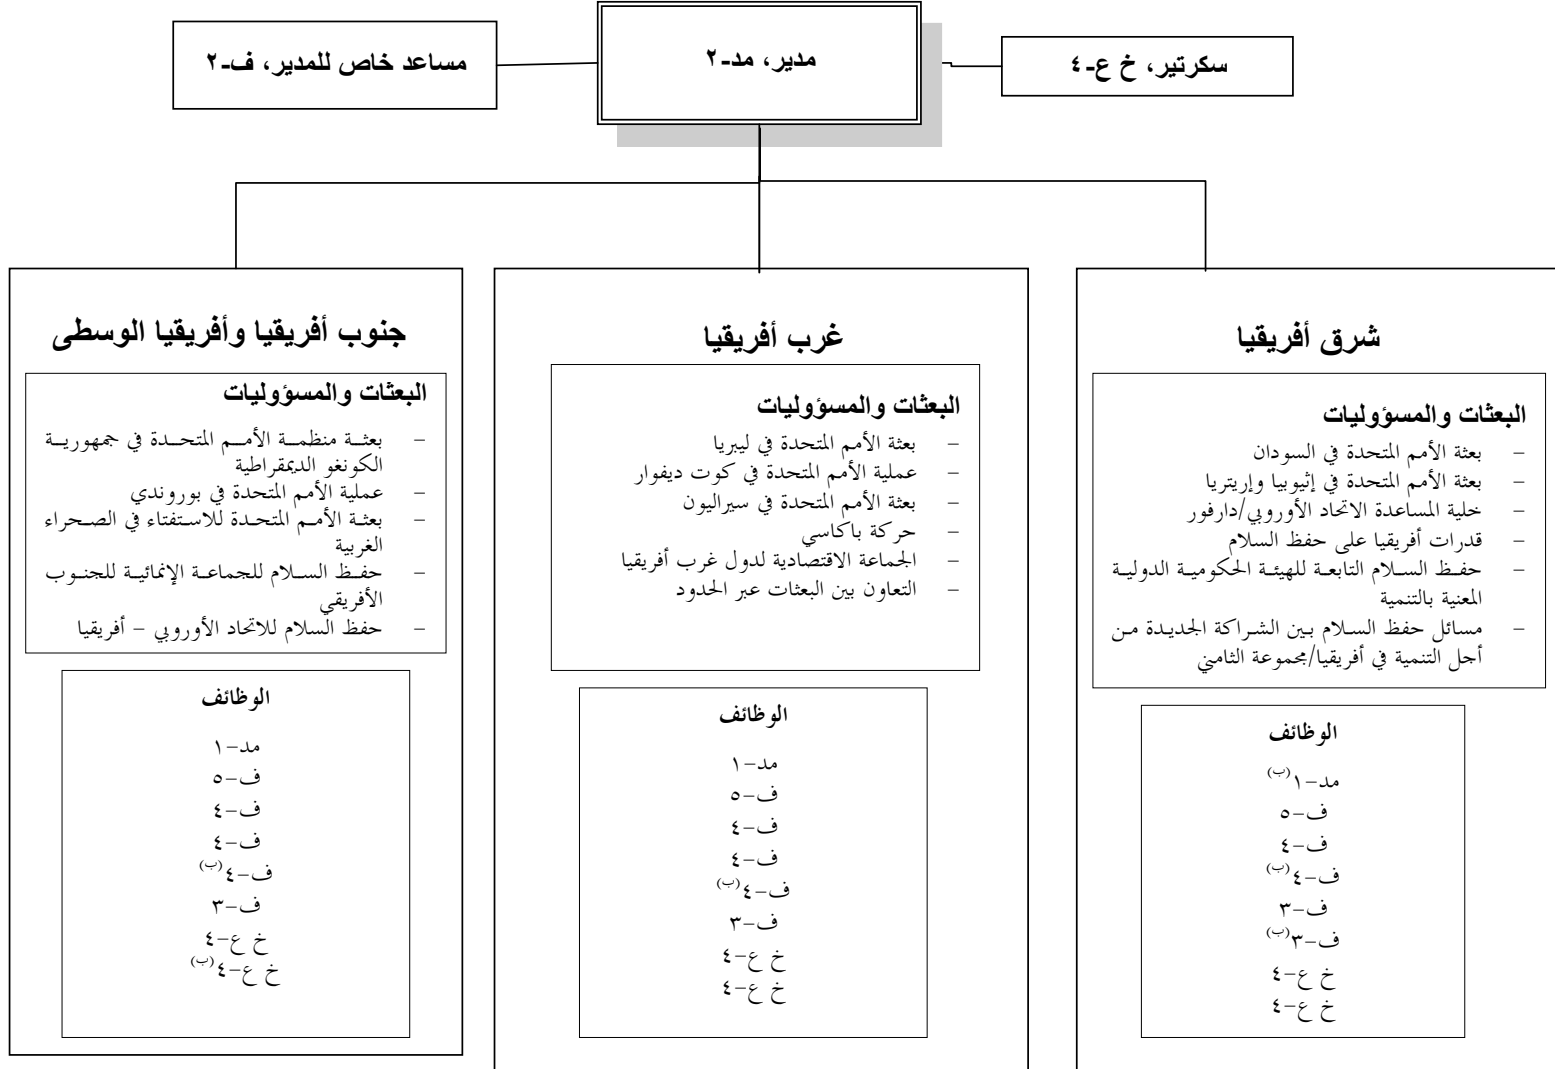 مدير، مد-٢
سكرتير، خ ع-٤
مساعد خاص للمدير، ف-٢
شرق أفريقيا
البعثات والمسؤوليات
– بعثة الأمم المتحدة في السودان
– بعثة الأمم المتحدة في إثيوبيا وإريتريا
– خلية المساعدة الاتحاد الأوروبي/دارفور
– قدرات أفريقيا على حفظ السلام
– حفظ السلام التابعة للهيئة الحكومية الدولية
المعنية بالتنمية
– مسائل حفظ السلام بين الشراكة الجديدة من
أجل التنمية في أفريقيا/مجموعة الثامني
الوظائف
مد-١(ب)
ف-٥
ف-٤
ف-٤(ب)
ف-٣
ف-٣(ب)
خ ع-٤
خ ع-٤
غرب أفريقيا
البعثات والمسؤوليات
– بعثة الأمم المتحدة في ليبريا
– عملية الأمم المتحدة في كوت ديفوار
– بعثة الأمم المتحدة في سيراليون
– حركة باكاسي
– الجماعة الاقتصادية لدول غرب أفريقيا
– التعاون بين البعثات عبر الحدود
الوظائف
مد-١
ف-٥
ف-٤
ف-٤
ف-٤(ب)
ف-٣
خ ع-٤
خ ع-٤
جنوب أفريقيا وأفريقيا الوسطى
البعثات والمسؤوليات
– بعثة منظمة الأمم المتحدة في جمهورية
الكونغو الديمقراطية
– عملية الأمم المتحدة في بوروندي
– بعثة الأمم المتحدة للاستفتاء في الصحراء
الغربية
– حفظ السلام للجماعة الإنمائية للجنوب
الأفريقي
– حفظ السلام للاتحاد الأوروبي – أفريقيا
الوظائف
مد-١
ف-٥
ف-٤
ف-٤
ف-٤(ب)
ف-٣
خ ع-٤
خ ع-٤(ب)